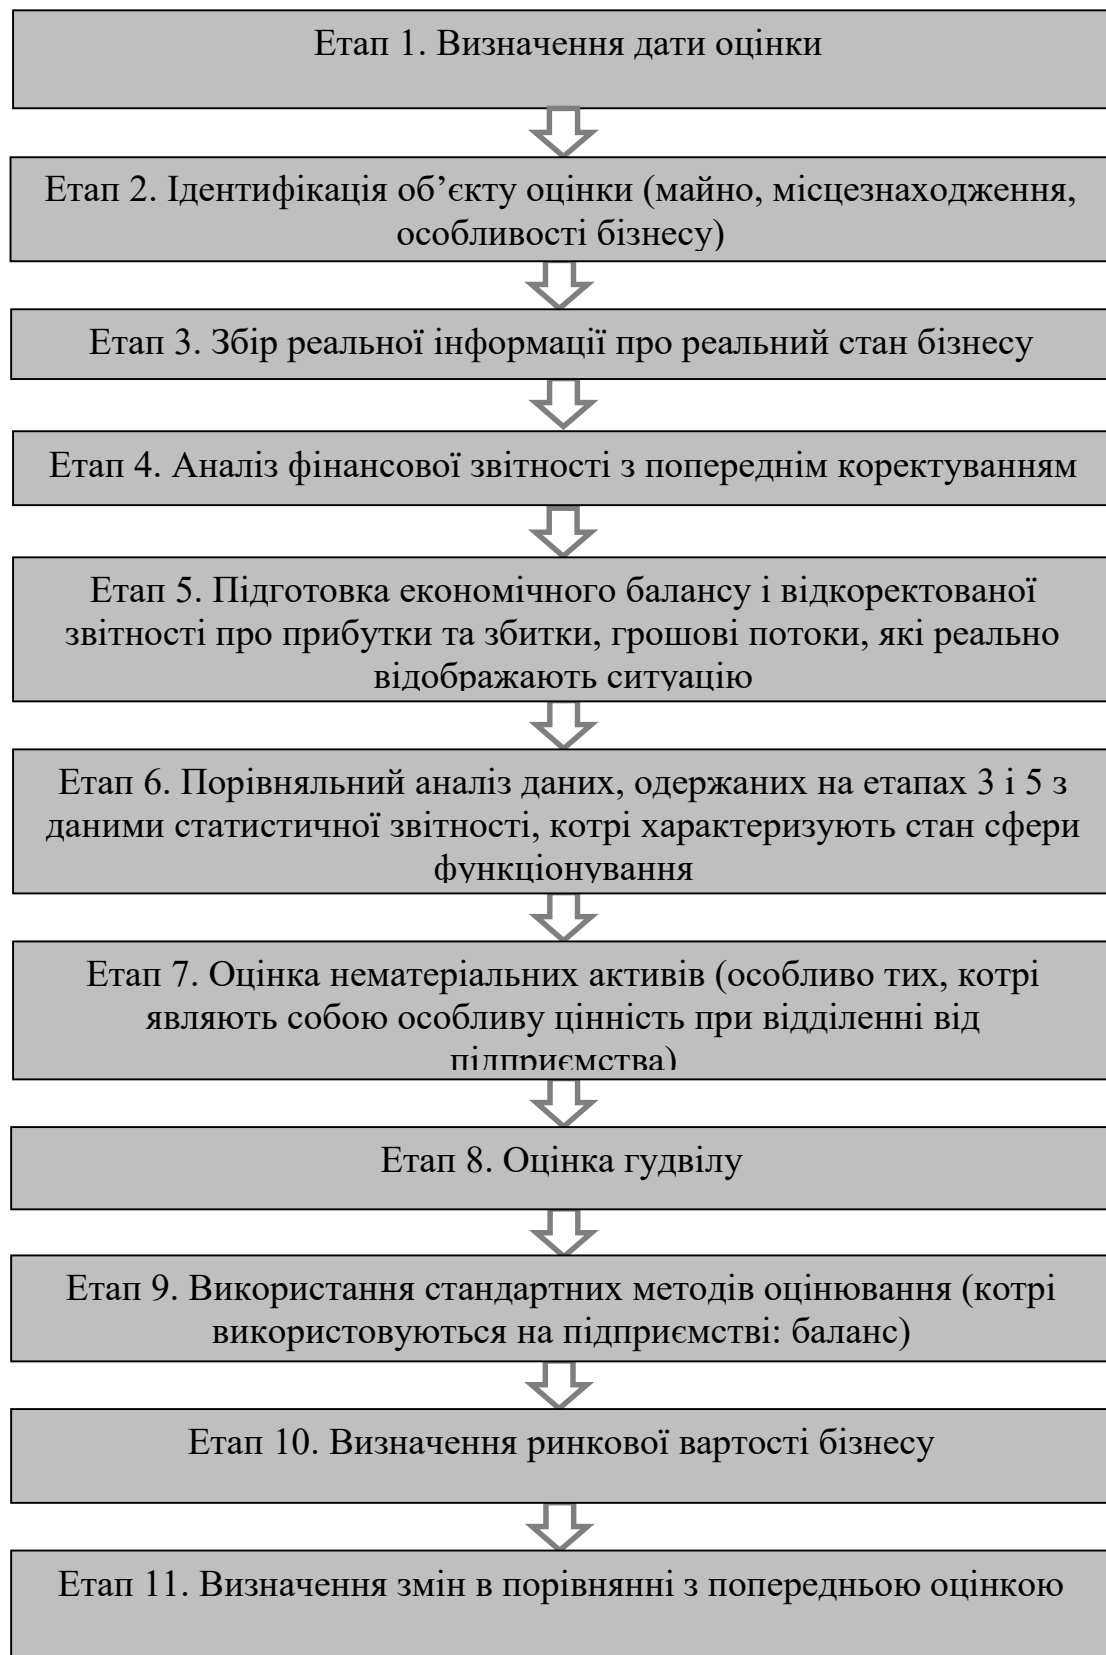 Етап 1. Визначення дати оцінки
Етап 2. Ідентифікація об’єкту оцінки (майно, місцезнаходження,
особливості бізнесу)
Етап 3. Збір реальної інформації про реальний стан бізнесу
Етап 4. Аналіз фінансової звітності з попереднім коректуванням
Етап 5. Підготовка економічного балансу і відкоректованої
звітності про прибутки та збитки, грошові потоки, які реально
відображають ситуацію
Етап 6. Порівняльний аналіз даних, одержаних на етапах 3 і 5 з
даними статистичної звітності, котрі характеризують стан сфери
функціонування
Етап 7. Оцінка нематеріальних активів (особливо тих, котрі
являють собою особливу цінність при відділенні від
підприємства)
Етап 8. Оцінка гудвілу
Етап 9. Використання стандартних методів оцінювання (котрі
використовуються на підприємстві: баланс)
Етап 10. Визначення ринкової вартості бізнесу
Етап 11. Визначення змін в порівнянні з попередньою оцінкою